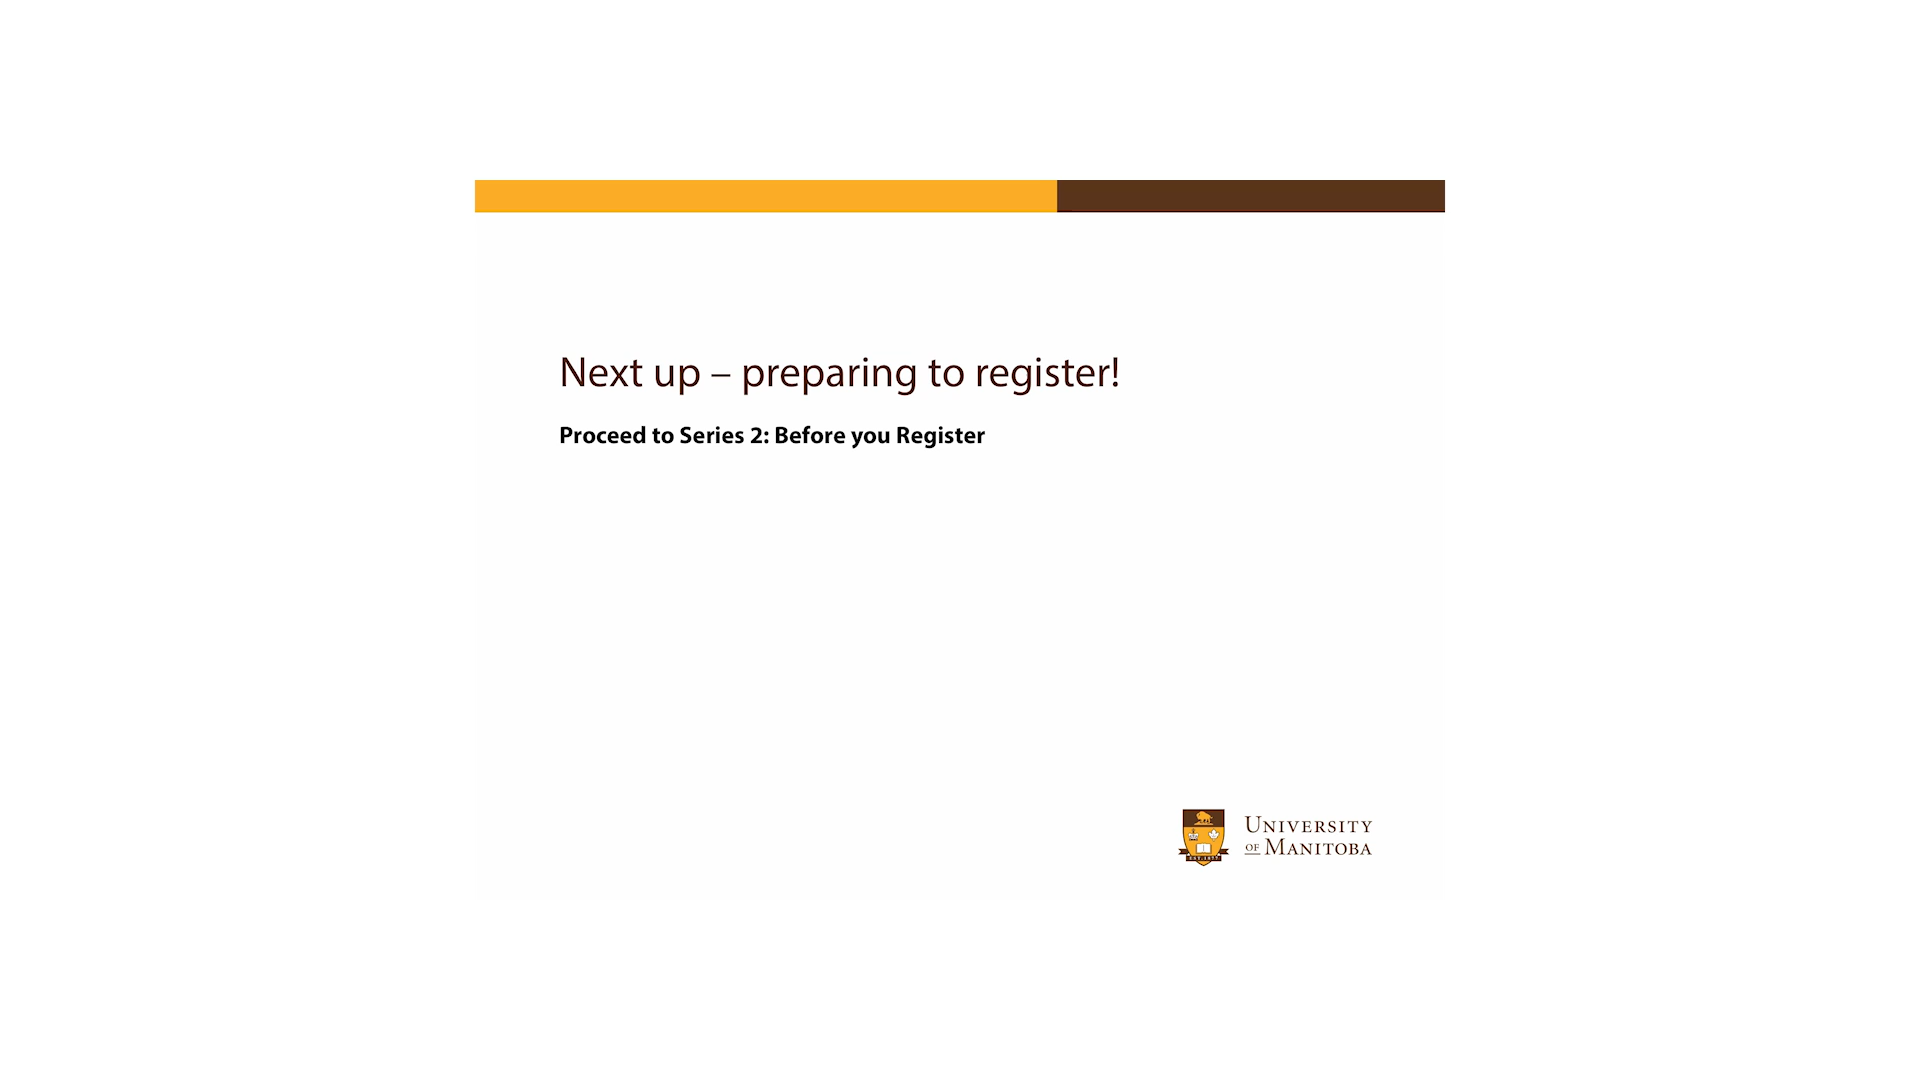 Next up – preparing to register!
Proceed to Series 2: Before you Register
UNIVERSITY
OF MANITOBA